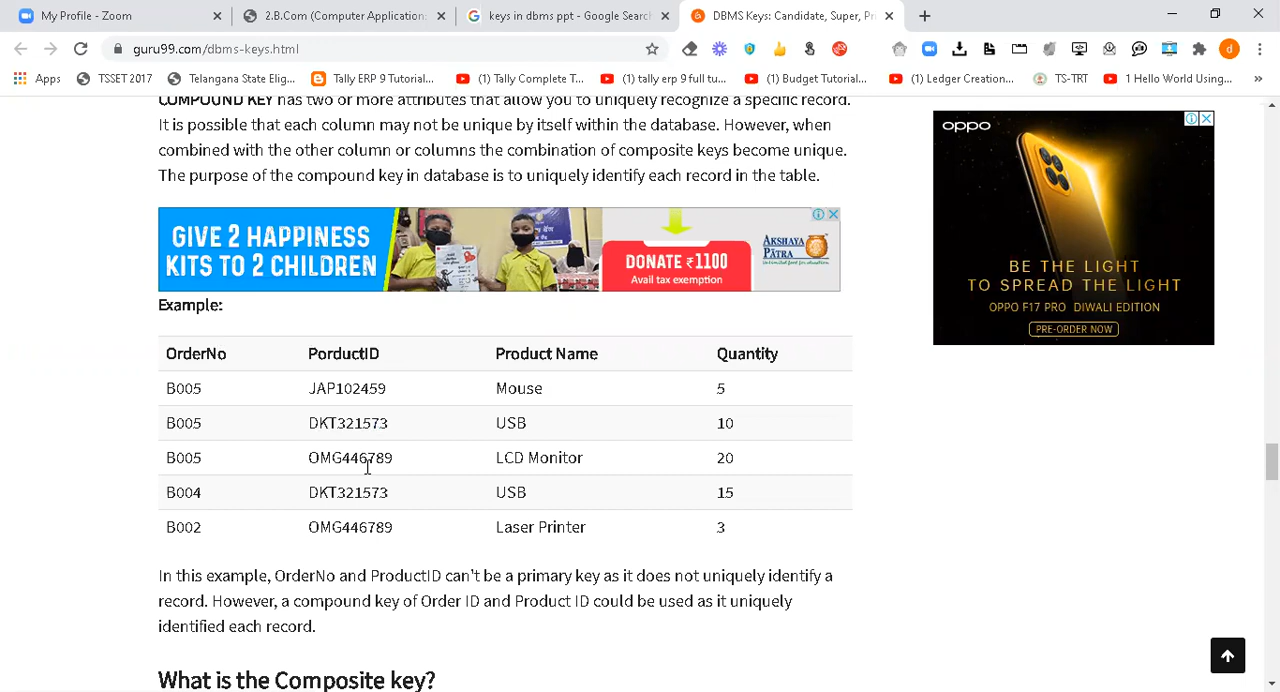 My Profile - Zoom
2.B.Com (Computer Application:
keys in dbms ppt - Google Search
DBMS Keys: Candidate, Super, Pri
guru99.com/dbms-keys.html
d
Apps
TSSET 2017
Telangana State Elig...
Tally ERP 9 Tutorial...
(1) Tally Complete T...
(1) tally erp 9 full tu...
(1) Budget Tutorial...
(1) Ledger Creation...
TS-TRT
1 Hello World Using...
»
COMPOUND KEY has two or more attributes that allow you to uniquely recognize a specific record.
It is possible that each column may not be unique by itself within the database. However, when
combined with the other column or columns the combination of composite keys become unique.
The purpose of the compound key in database is to uniquely identify each record in the table.
GIVE 2 HAPPINESS
KITS TO 2 CHILDREN
DONATE ₹1100
Avail tax exemption
AKSHAYA
PATRA
Example:
OrderNo PorductID Product Name Quantity
B005 JAP102459 Mouse 5
B005 DKT321573 USB 10
B005 OMG446789 LCD Monitor 20
B004 DKT321573 USB 15
B002 OMG446789 Laser Printer 3
In this example, OrderNo and ProductID can't be a primary key as it does not uniquely identify a
record. However, a compound key of Order ID and Product ID could be used as it uniquely
identified each record.
What is the Composite key?
oppo
BE THE LIGHT
TO SPREAD THE LIGHT
OPPO F17 PRO DIWALI EDITION
PRE-ORDER NOW